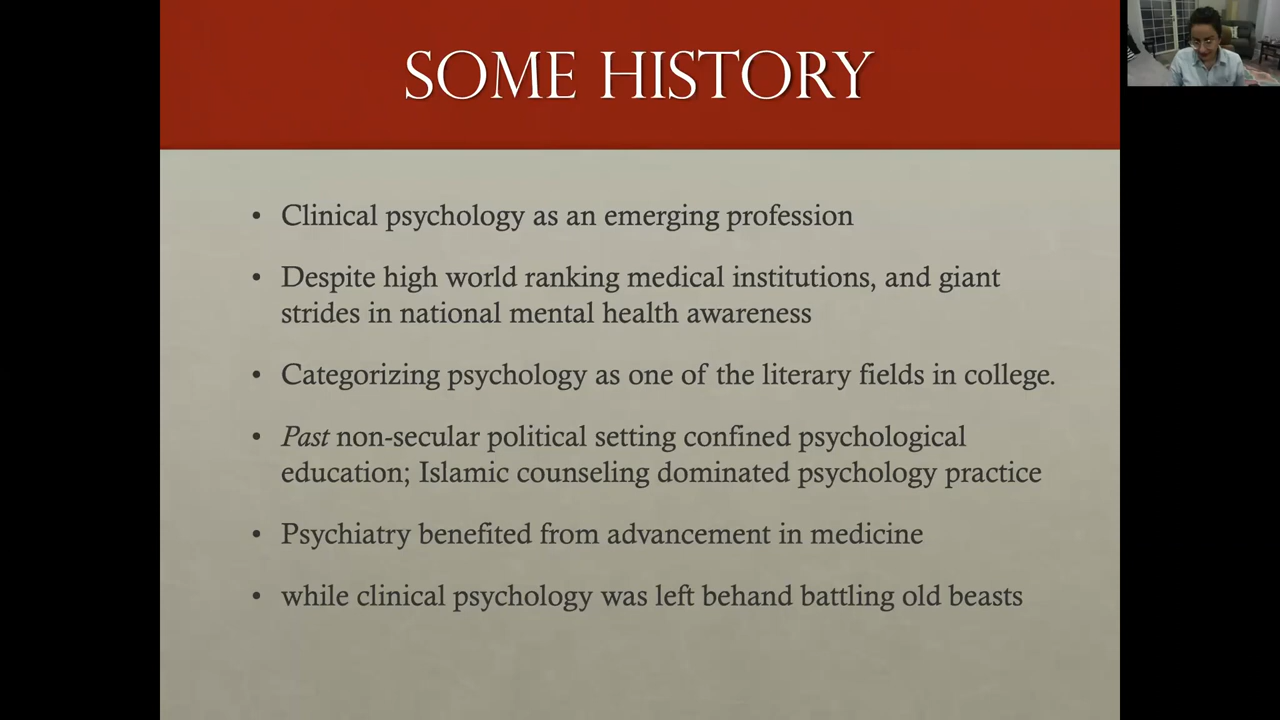 SOME HISTORY
• Clinical psychology as an emerging profession
• Despite high world ranking medical institutions, and giant
strides in national mental health awareness
• Categorizing psychology as one of the literary fields in college.
• Past non-secular political setting confined psychological
education; Islamic counseling dominated psychology practice
• Psychiatry benefited from advancement in medicine
• while clinical psychology was left behand battling old beasts